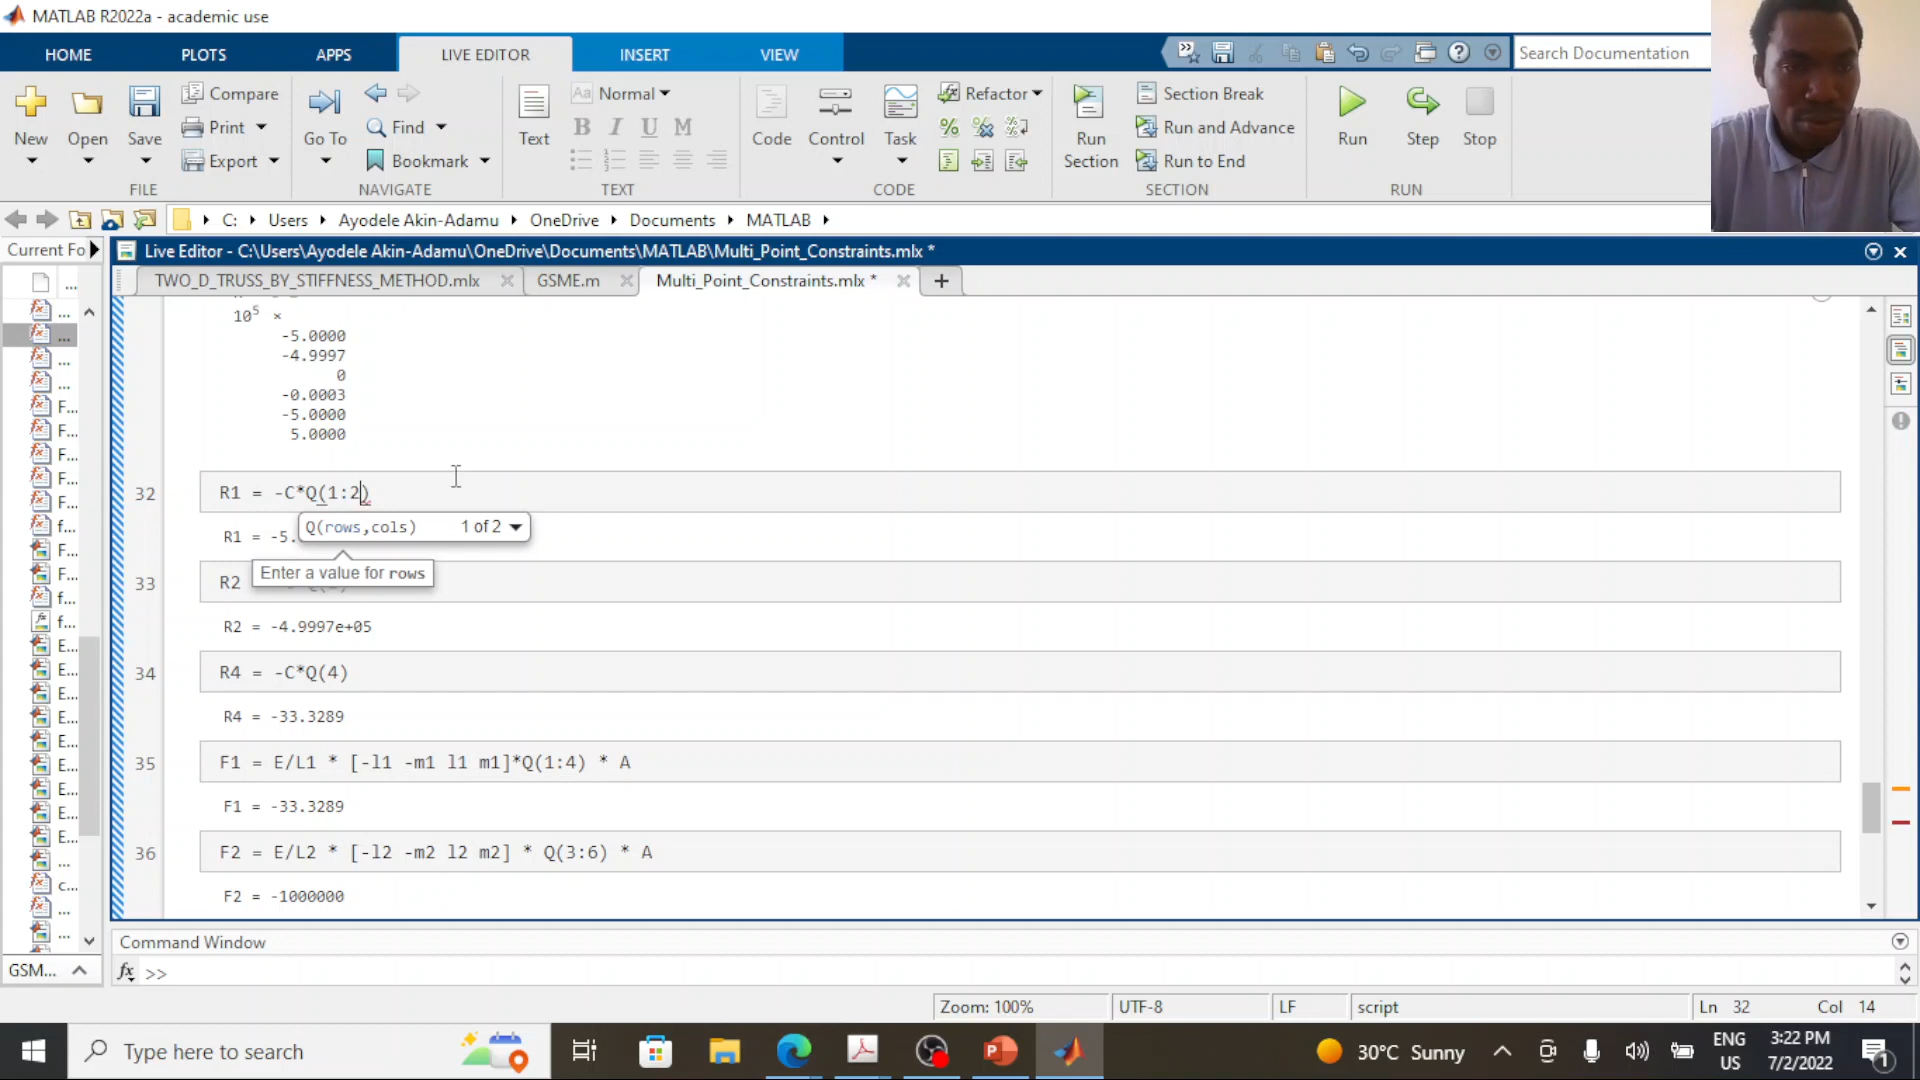 MATLAB R2022a - academic use
HOME PLOTS APPS LIVE EDITOR INSERT VIEW
Search Documentation
New Open Save Compare Print Export
FILE
Go To Find Bookmark
NAVIGATE
Text Aa Normal
B I U M
TEXT
Code Control Task Refactor
CODE
Run Section
Section Break
Run and Advance
Run to End
SECTION
Run Step Stop
RUN
C: Users Ayodele Akin-Adamu OneDrive Documents MATLAB
Current Fo
Live Editor - C:\Users\Ayodele Akin-Adamu\OneDrive\Documents\MATLAB\Multi_Point_Constraints.mlx *
TWO_D_TRUSS_BY_STIFFNESS_METHOD.mlx GSME.m Multi_Point_Constraints.mlx * +
10⁵ ×
-5.0000
-4.9997
0
-0.0003
-5.0000
5.0000
32 R1 = -C*Q(1:2)
Q(rows,cols) 1 of 2
R1 = -5.
Enter a value for rows
33 R2
R2 = -4.9997e+05
34 R4 = -C*Q(4)
R4 = -33.3289
35 F1 = E/L1 * [-l1 -m1 l1 m1]*Q(1:4) * A
F1 = -33.3289
36 F2 = E/L2 * [-l2 -m2 l2 m2] * Q(3:6) * A
F2 = -1000000
Command Window
fx >>
GSM...
Zoom: 100% UTF-8 LF script Ln 32 Col 14
Type here to search
30°C Sunny
ENG
US
3:22 PM
7/2/2022
1